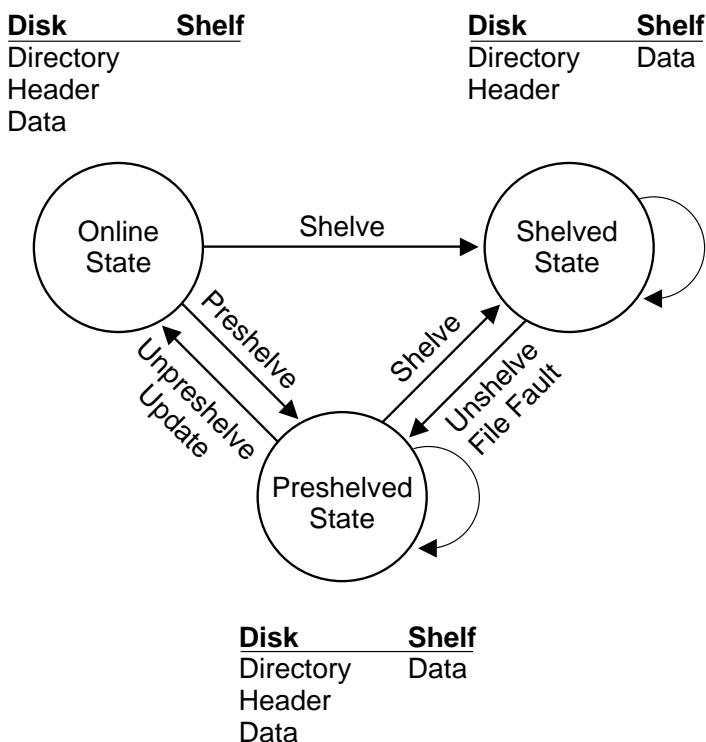 Disk Shelf
Directory
Header
Data
Disk Shelf
Directory Data
Header
Online
State
Shelve
Shelved
State
Preshelve
Unpreshelve
Update
Shelve
Unshelve
File Fault
Preshelved
State
Disk Shelf
Directory Data
Header
Data